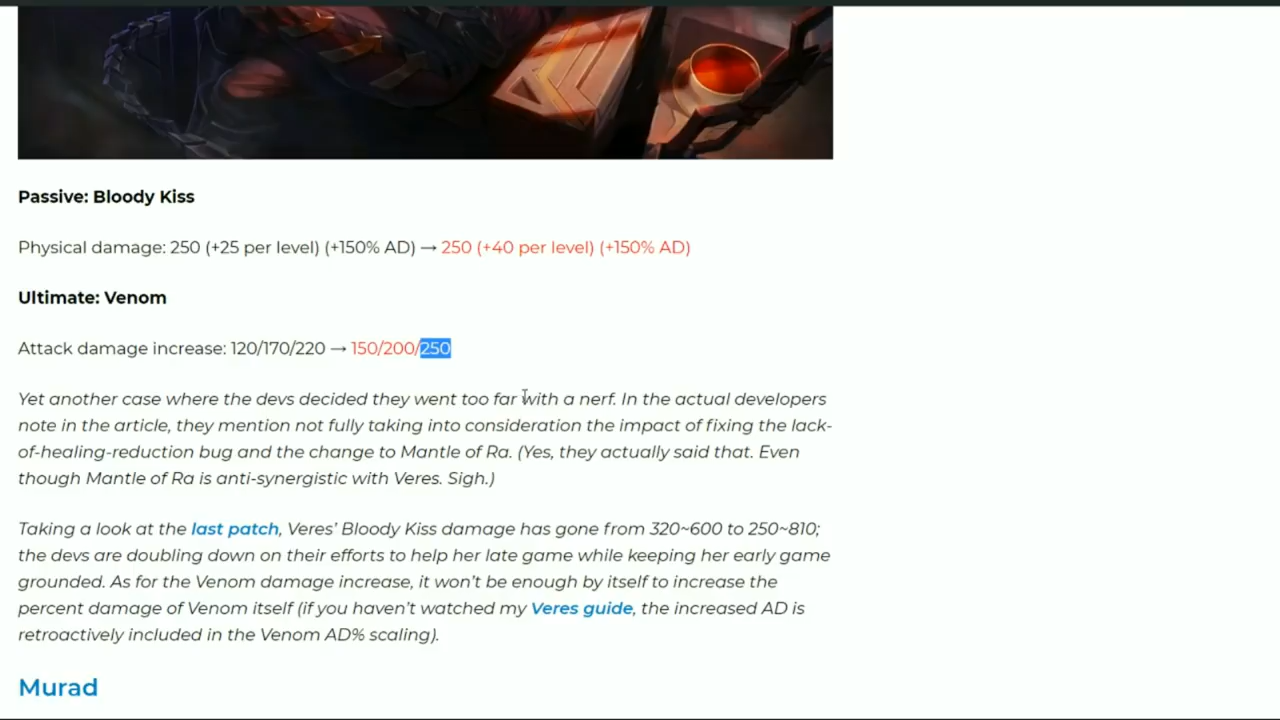 Passive: Bloody Kiss
Physical damage: 250 (+25 per level) (+150% AD) → 250 (+40 per level) (+150% AD)
Ultimate: Venom
Attack damage increase: 120/170/220 → 150/200/250
Yet another case where the devs decided they went too far with a nerf. In the actual developers
note in the article, they mention not fully taking into consideration the impact of fixing the lack-
of-healing-reduction bug and the change to Mantle of Ra. (Yes, they actually said that. Even
though Mantle of Ra is anti-synergistic with Veres. Sigh.)
Taking a look at the last patch, Veres’ Bloody Kiss damage has gone from 320~600 to 250~810;
the devs are doubling down on their efforts to help her late game while keeping her early game
grounded. As for the Venom damage increase, it won’t be enough by itself to increase the
percent damage of Venom itself (if you haven’t watched my Veres guide, the increased AD is
retroactively included in the Venom AD% scaling).
Murad